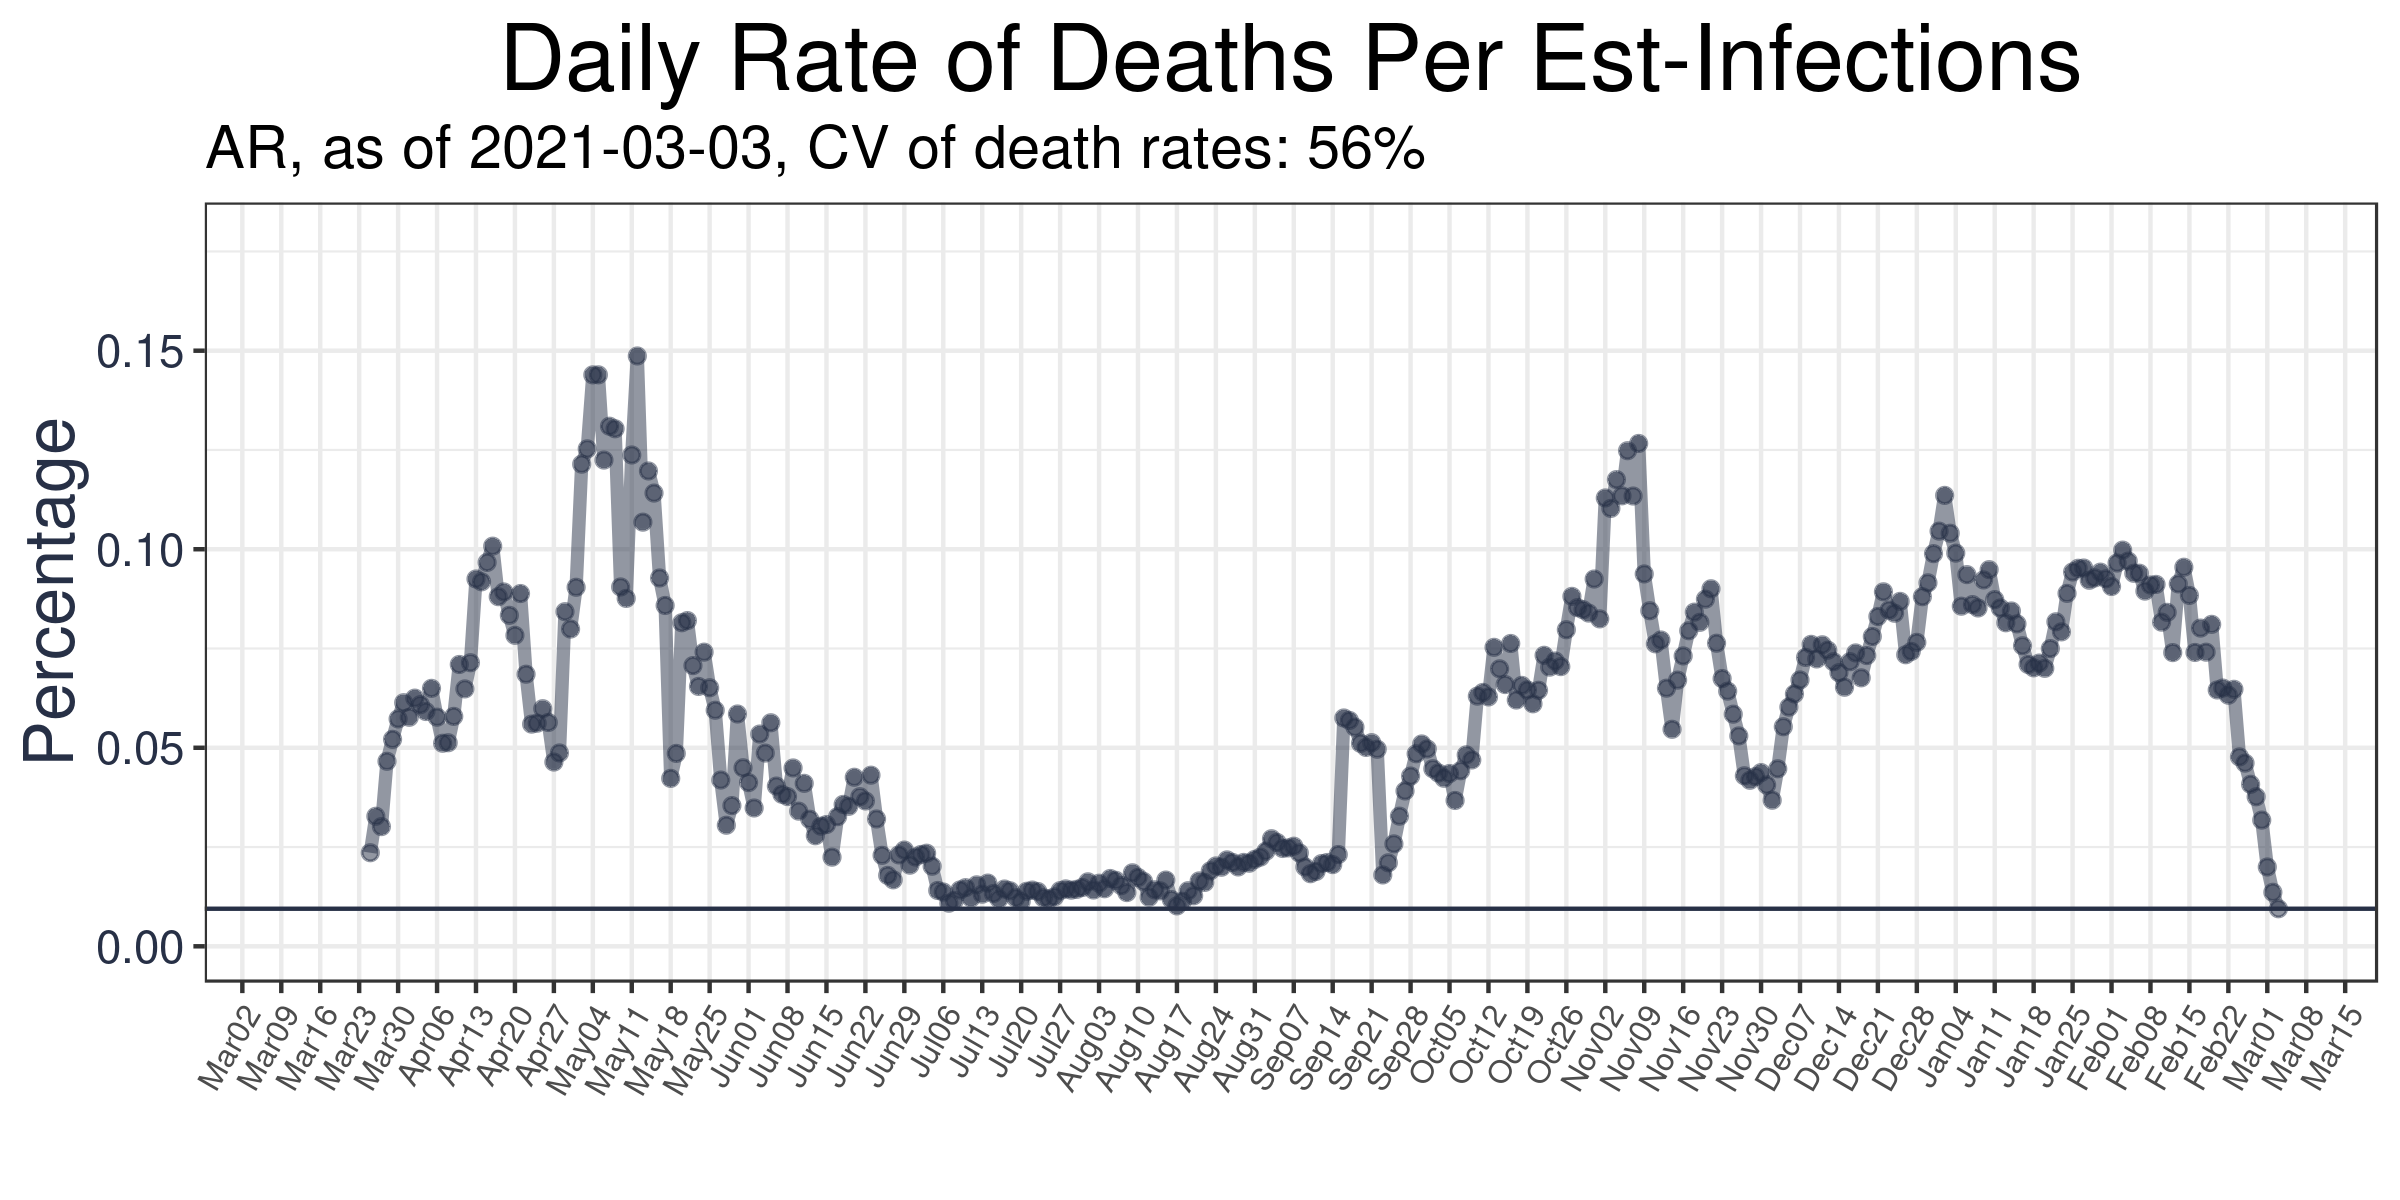 Daily Rate of Deaths Per Est-Infections
AR, as of 2021-03-03, CV of death rates: 56%
Percentage
0.15
0.10
0.05
0.00
Mar02 Mar09 Mar16 Mar23 Mar30 Apr06 Apr13 Apr20 Apr27 May04 May11 May18 May25 Jun01 Jun08 Jun15 Jun22 Jun29 Jul06 Jul13 Jul20 Jul27 Aug03 Aug10 Aug17 Aug24 Aug31 Sep07 Sep14 Sep21 Sep28 Oct05 Oct12 Oct19 Oct26 Nov02 Nov09 Nov16 Nov23 Nov30 Dec07 Dec14 Dec21 Dec28 Jan04 Jan11 Jan18 Jan25 Feb01 Feb08 Feb15 Feb22 Mar01 Mar08 Mar15